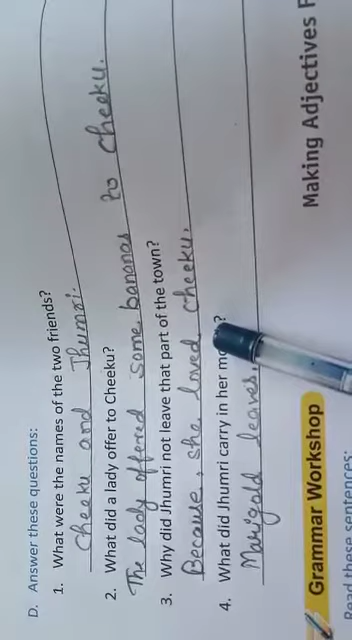 D. Answer these questions:
1. What were the names of the two friends?
Cheeku and Jhumri.
2. What did a lady offer to Cheeku?
The lady offered some bananas to cheeku.
3. Why did Jhumri not leave that part of the town?
Because, she loved cheeku.
4. What did Jhumri carry in her ?
Marigald leaves.
Grammar Workshop
Making Adjectives
Read these sentences: